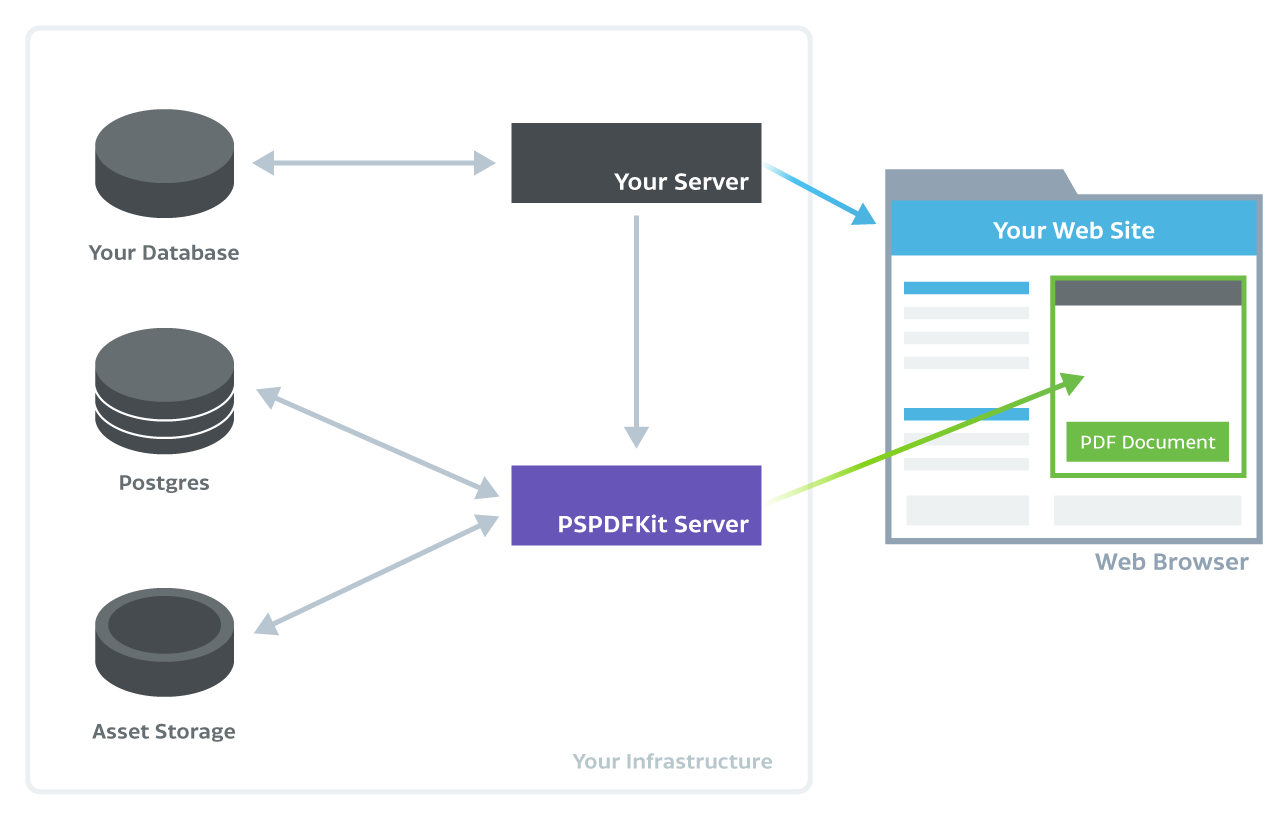 Your Server
Your Database
Your Web Site
Postgres
PDF Document
PSPDFKit Server
Web Browser
Asset Storage
Your Infrastructure